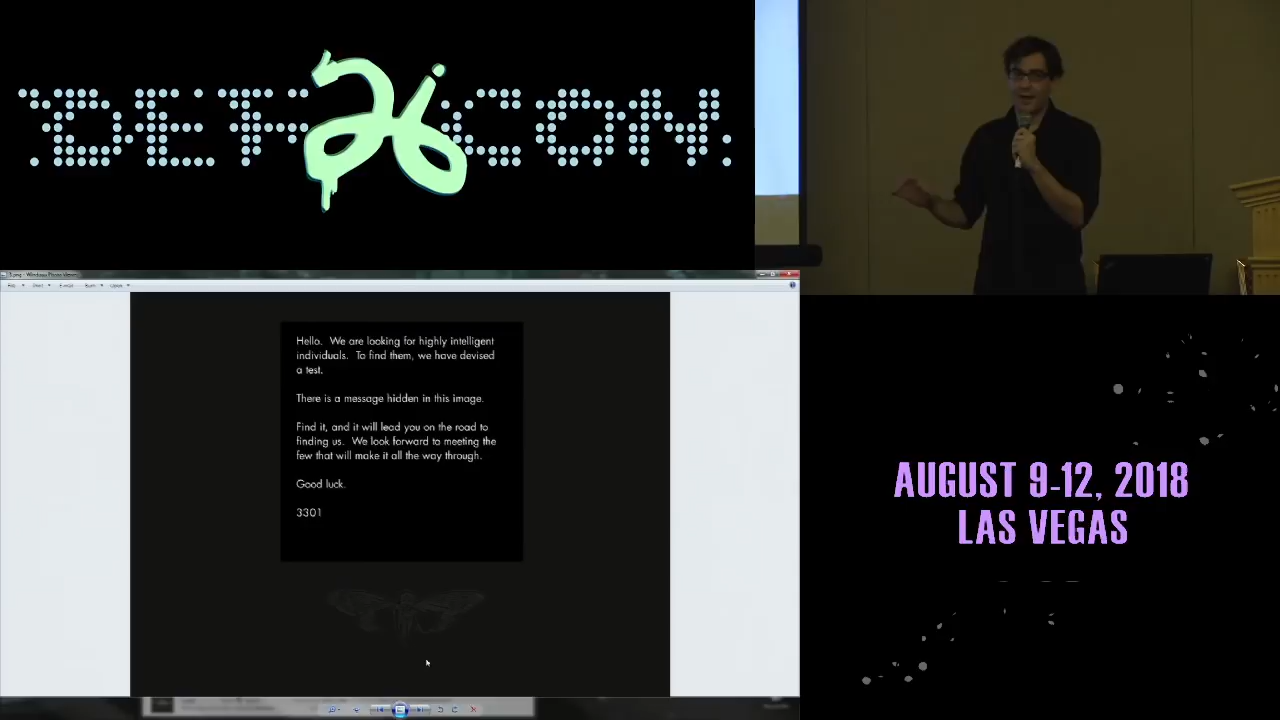 DEF 26 CON
Hello. We are looking for highly intelligent
individuals. To find them, we have devised
a test.
There is a message hidden in this image.
Find it, and it will lead you on the road to
finding us. We look forward to meeting the
few that will make it all the way through.
Good luck.
3301
AUGUST 9-12, 2018
LAS VEGAS